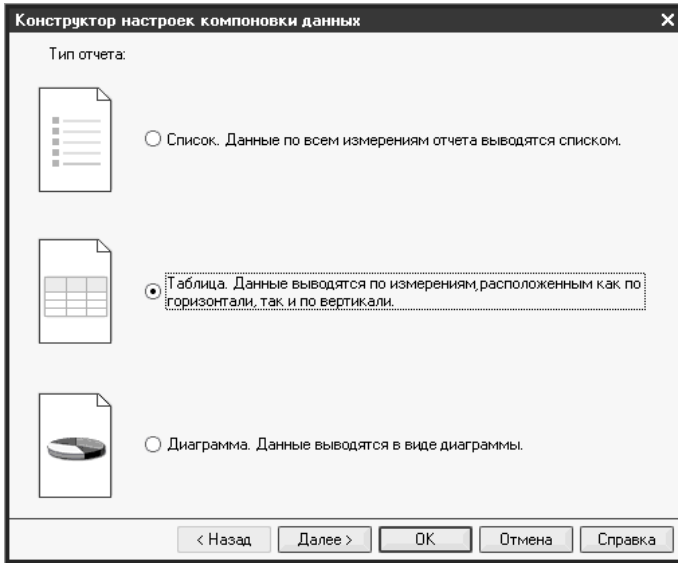 Конструктор настроек компоновки данных
Тип отчета:
Список. Данные по всем измерениям отчета выводятся списком.
Таблица. Данные выводятся по измерениям,расположенным как по
горизонтали, так и по вертикали.
Диаграмма. Данные выводятся в виде диаграммы.
< Назад Далее > OK Отмена Справка